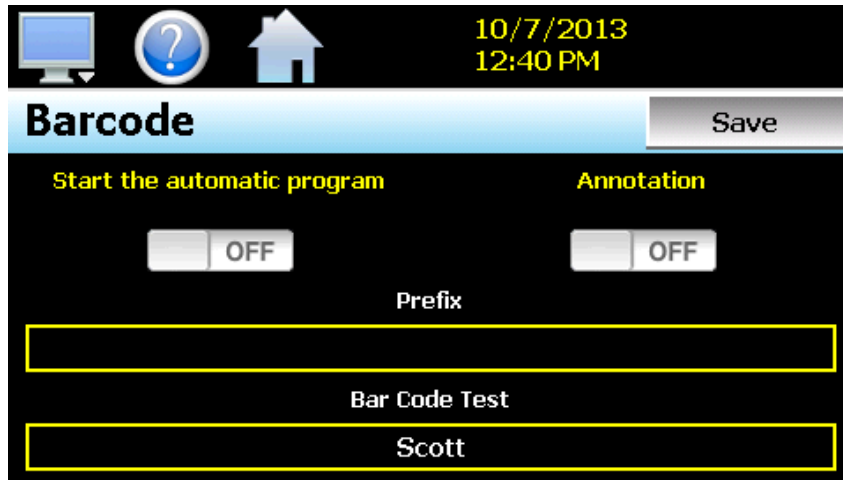 ?
10/7/2013
12:40 PM
Barcode
Save
Start the automatic program
Annotation
OFF
OFF
Prefix
Bar Code Test
Scott